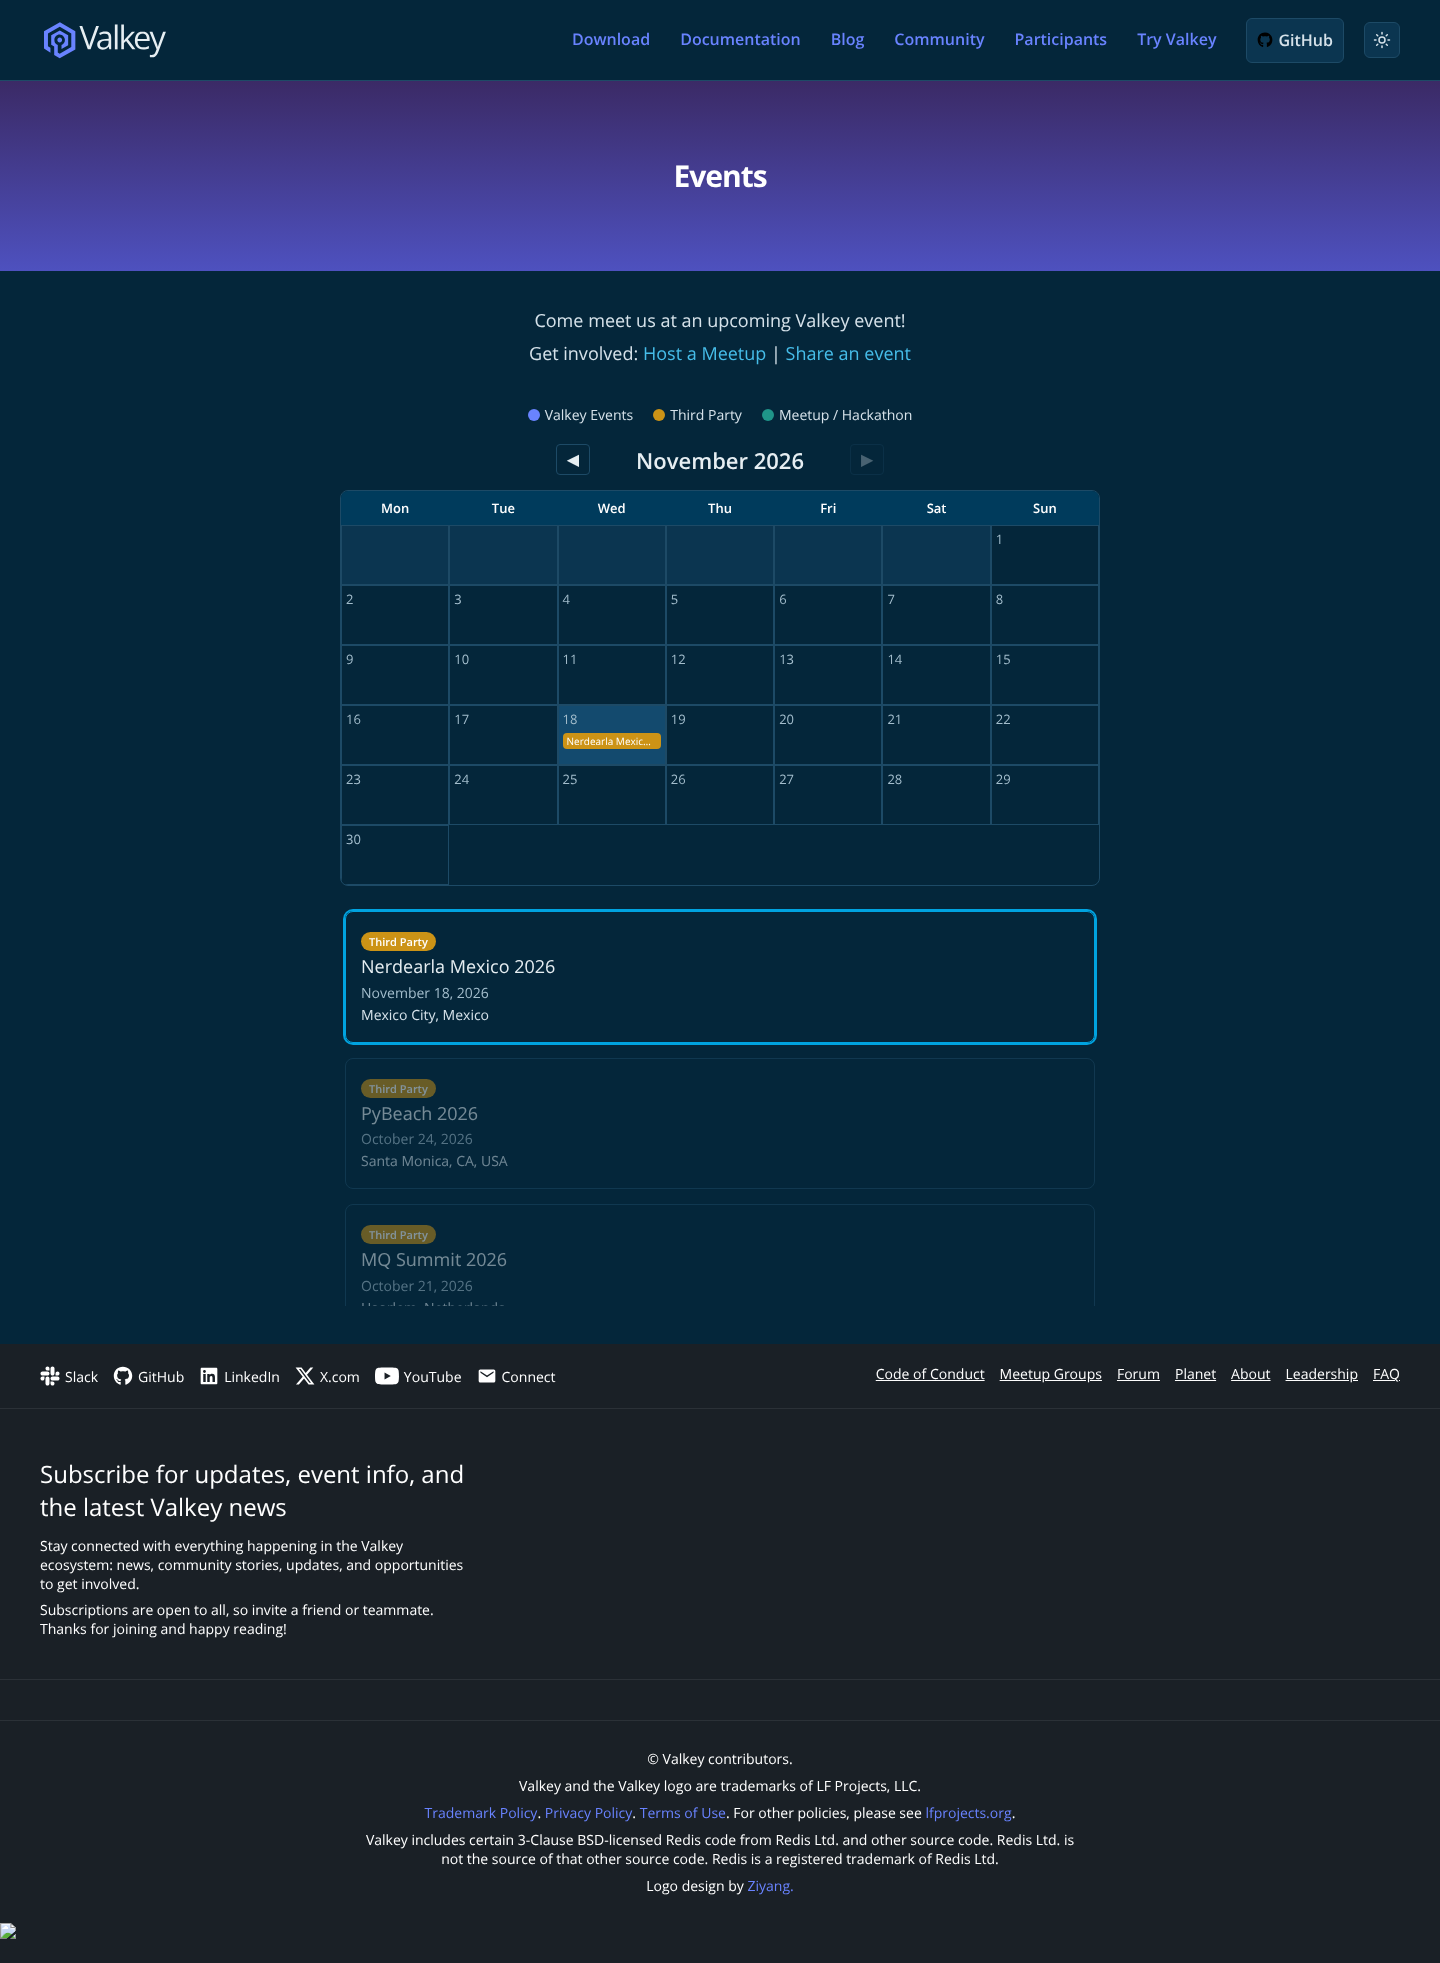 Valkey
Download Documentation Blog Community Participants Try Valkey GitHub
Events
Come meet us at an upcoming Valkey event!
Get involved: Host a Meetup | Share an event
Valkey Events Third Party Meetup / Hackathon
◀ November 2026 ▶
Mon Tue Wed Thu Fri Sat Sun
1
2 3 4 5 6 7 8
9 10 11 12 13 14 15
16 17 18 19 20 21 22
Nerdearla Mexic...
23 24 25 26 27 28 29
30
Third Party
Nerdearla Mexico 2026
November 18, 2026
Mexico City, Mexico
Third Party
PyBeach 2026
October 24, 2026
Santa Monica, CA, USA
Third Party
MQ Summit 2026
October 21, 2026
Slack GitHub LinkedIn X.com YouTube Connect
Code of Conduct Meetup Groups Forum Planet About Leadership FAQ
Subscribe for updates, event info, and
the latest Valkey news
Stay connected with everything happening in the Valkey
ecosystem: news, community stories, updates, and opportunities
to get involved.
Subscriptions are open to all, so invite a friend or teammate.
Thanks for joining and happy reading!
© Valkey contributors.
Valkey and the Valkey logo are trademarks of LF Projects, LLC.
Trademark Policy. Privacy Policy. Terms of Use. For other policies, please see lfprojects.org.
Valkey includes certain 3-Clause BSD-licensed Redis code from Redis Ltd. and other source code. Redis Ltd. is
not the source of that other source code. Redis is a registered trademark of Redis Ltd.
Logo design by Ziyang.